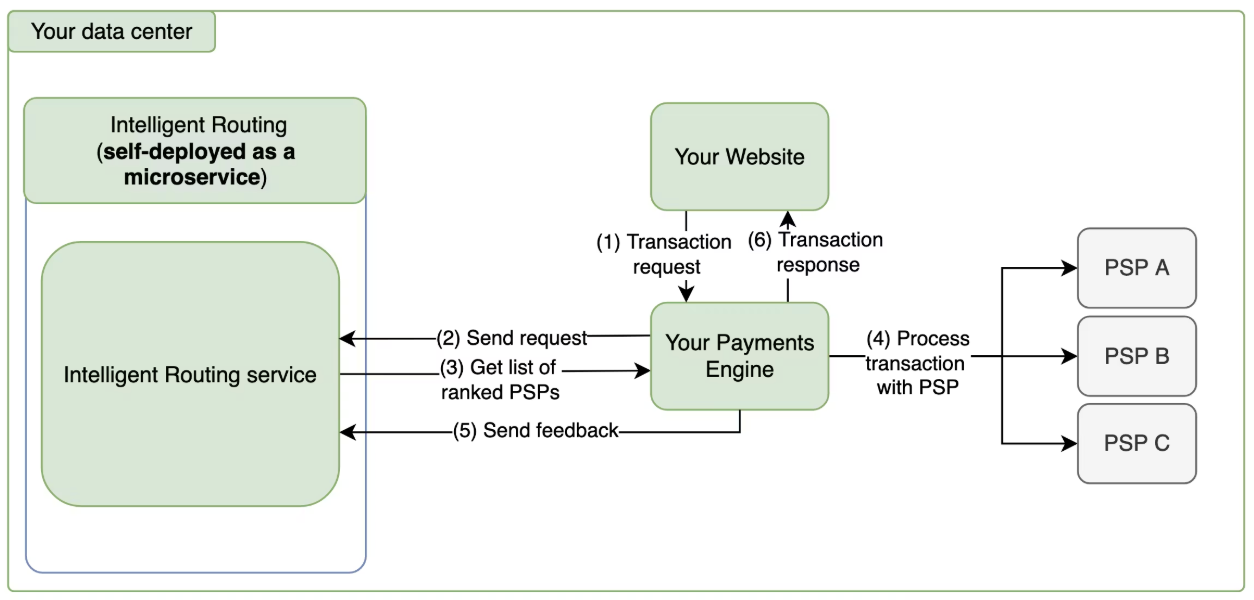 Your data center
Intelligent Routing
(self-deployed as a
microservice)
Your Website
(1) Transaction
request
(6) Transaction
response
PSP A
(2) Send request
Your Payments
Engine
(4) Process
transaction
with PSP
PSP B
Intelligent Routing service
(3) Get list of
ranked PSPs
(5) Send feedback
PSP C